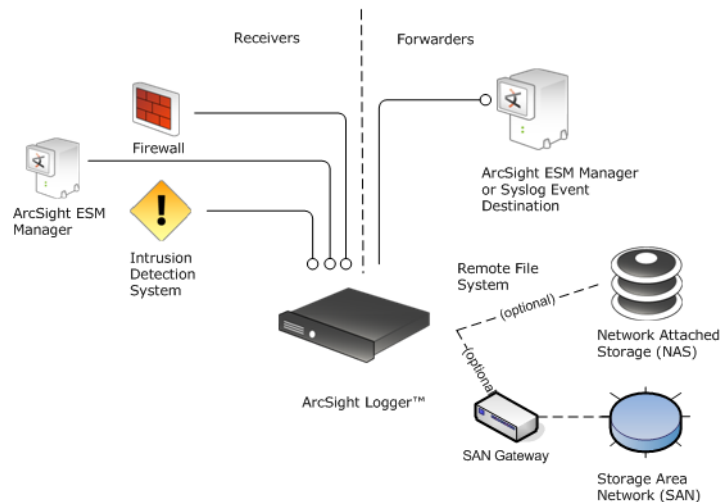 Receivers
Forwarders
Firewall
ArcSight ESM
Manager
Intrusion
Detection
System
ArcSight ESM Manager
or Syslog Event
Destination
Remote File
System
(optional)
(optional)
Network Attached
Storage (NAS)
ArcSight Logger™
SAN Gateway
Storage Area
Network (SAN)